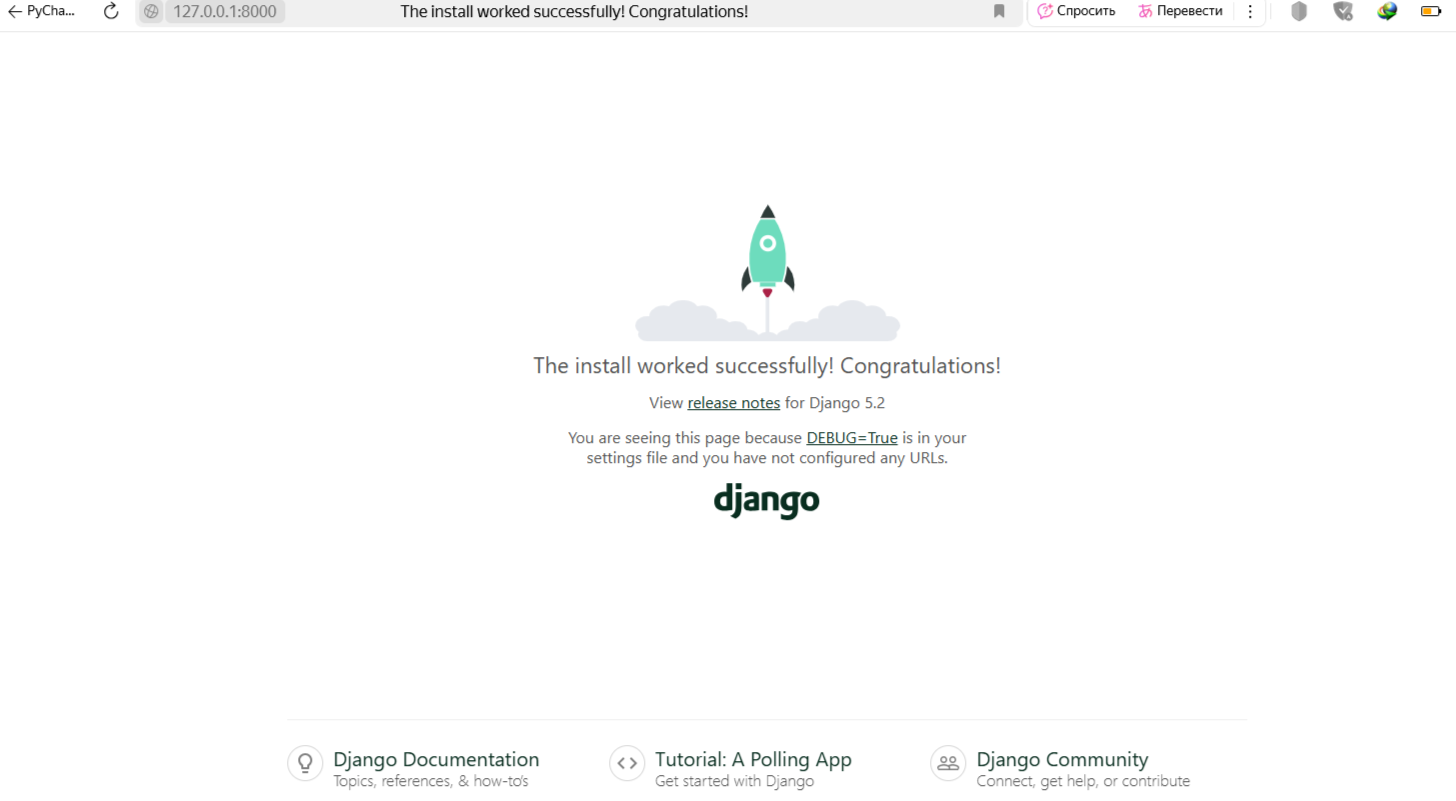 PyCha...
127.0.0.1:8000
The install worked successfully! Congratulations!
Спросить
Перевести
The install worked successfully! Congratulations!
View release notes for Django 5.2
You are seeing this page because DEBUG=True is in your
settings file and you have not configured any URLs.
django
Django Documentation
Topics, references, & how-to's
Tutorial: A Polling App
Get started with Django
Django Community
Connect, get help, or contribute